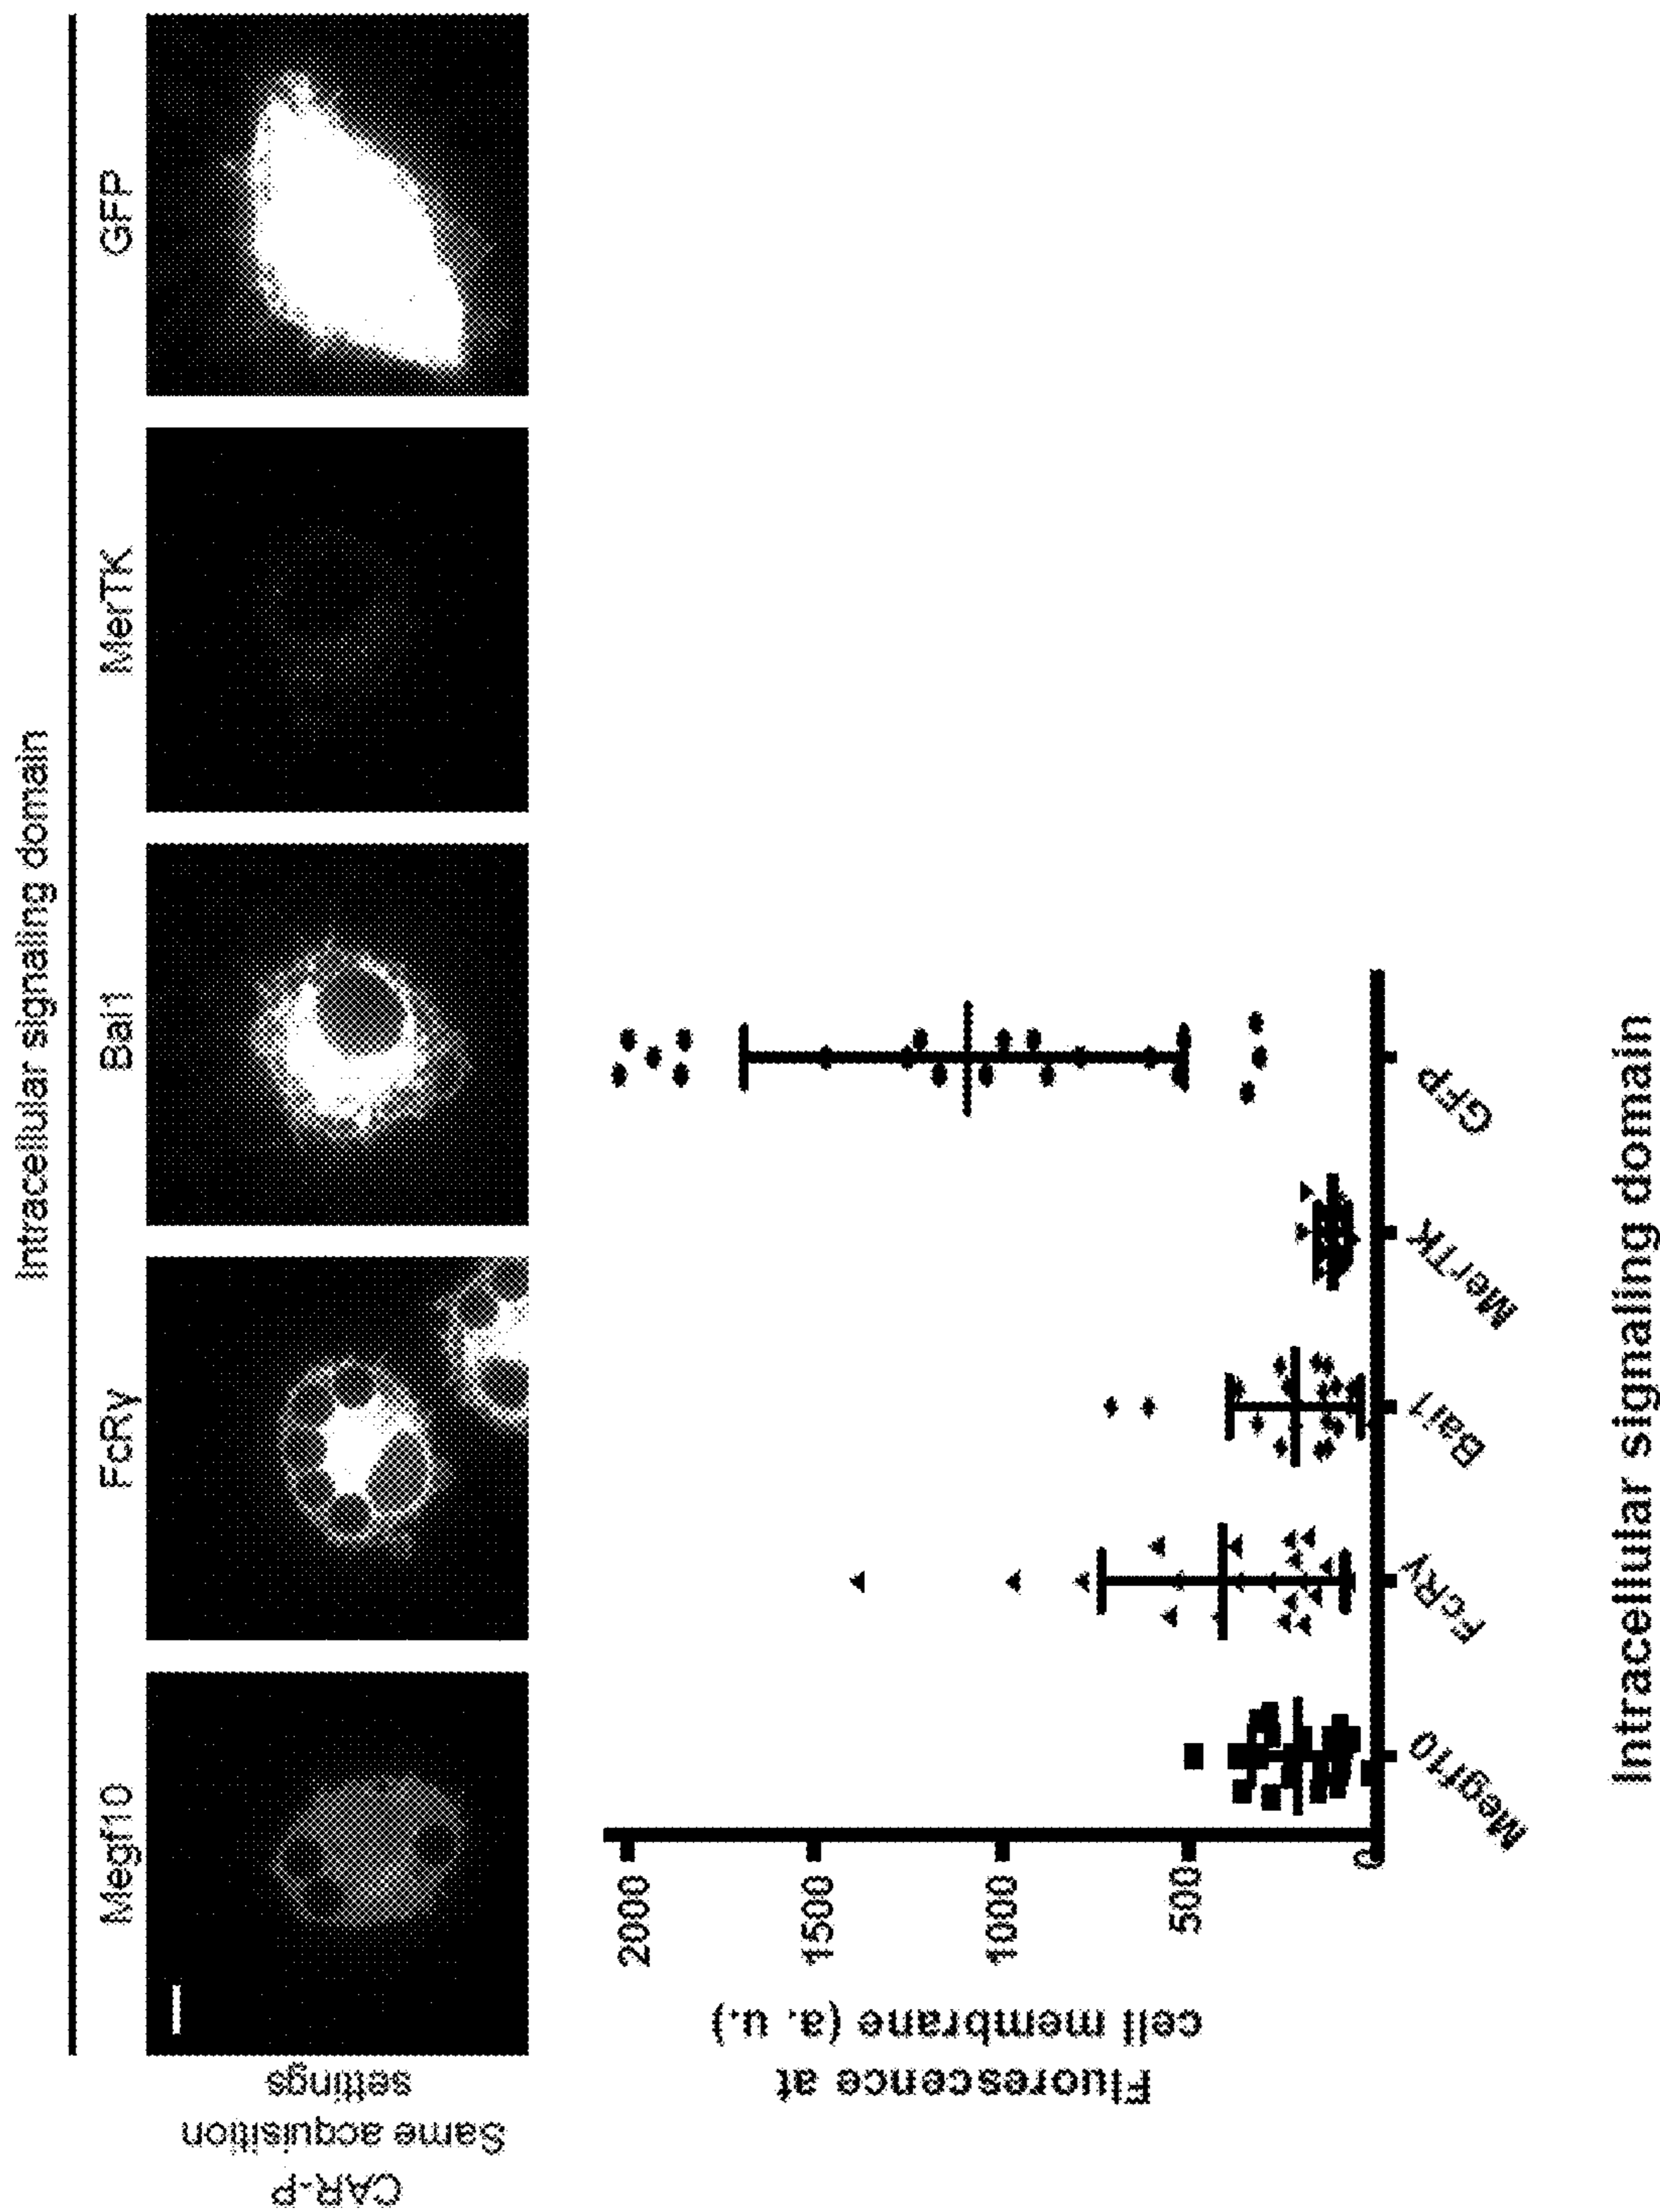 Intracellular signaling domain
Megf10 FcRγ Bai1 MerTK GFP
CAR-P
Same acquisition
settings
Fluorescence at
cell membrane (a. u.)
2000
1500
1000
500
0
Megf10 FcRγ Bai1 MerTK GFP
Intracellular signaling domain